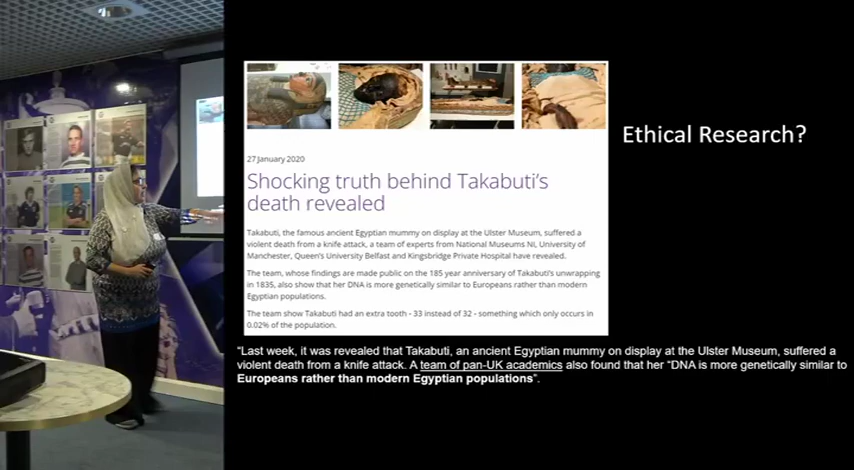 Ethical Research?
27 January 2020
Shocking truth behind Takabuti's
death revealed
Takabuti, the famous ancient Egyptian mummy on display at the Ulster Museum, suffered a
violent death from a knife attack, a team of experts from National Museums NI, University of
Manchester, Queen's University Belfast and Kingsbridge Private Hospital have revealed.
The team, whose findings are made public on the 185 year anniversary of Takabuti's unwrapping
in 1835, also show that her DNA is more genetically similar to Europeans rather than modern
Egyptian populations.
The team show Takabuti had an extra tooth - 33 instead of 32 - something which only occurs in
0.02% of the population.
"Last week, it was revealed that Takabuti, an ancient Egyptian mummy on display at the Ulster Museum, suffered a
violent death from a knife attack. A team of pan-UK academics also found that her "DNA is more genetically similar to
Europeans rather than modern Egyptian populations".